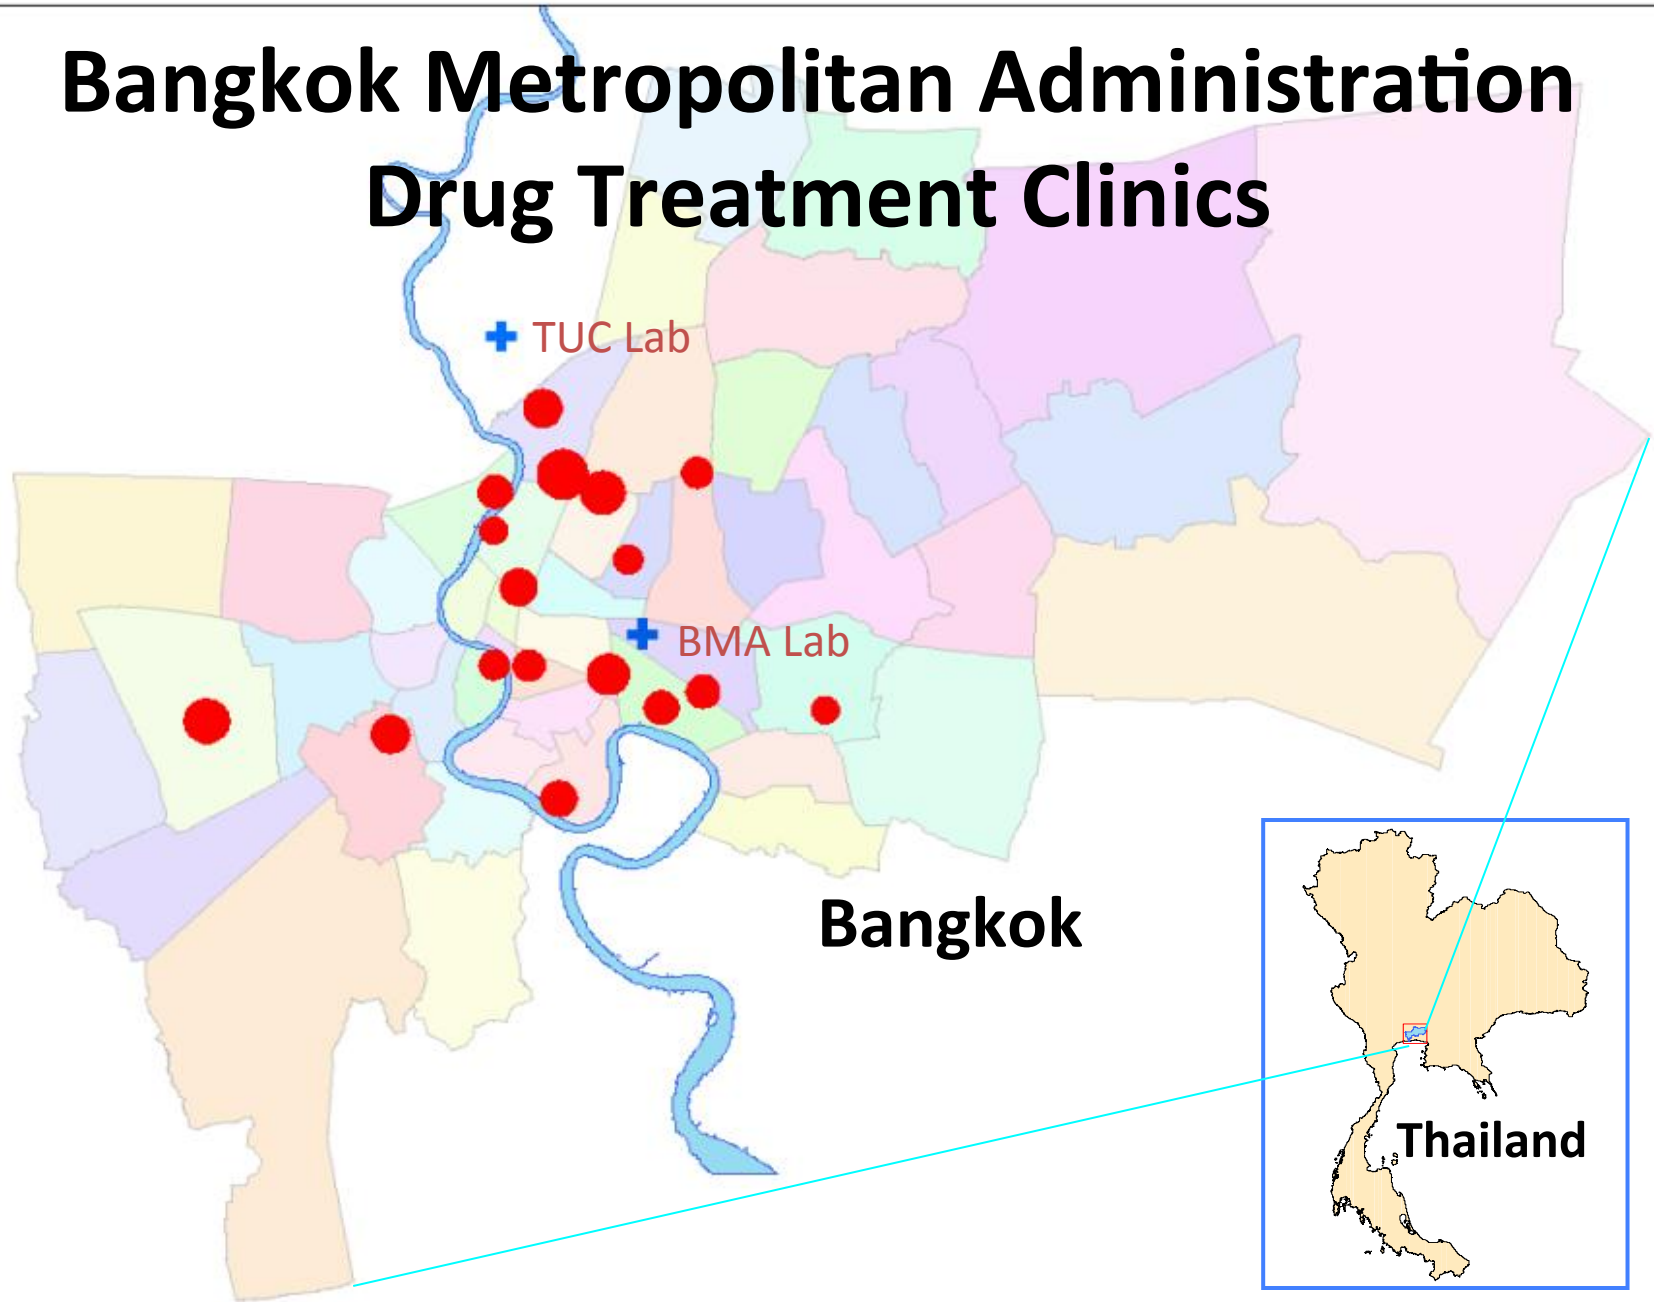 Bangkok Metropolitan Administration
Drug Treatment Clinics
TUC Lab
BMA Lab
Bangkok
Thailand